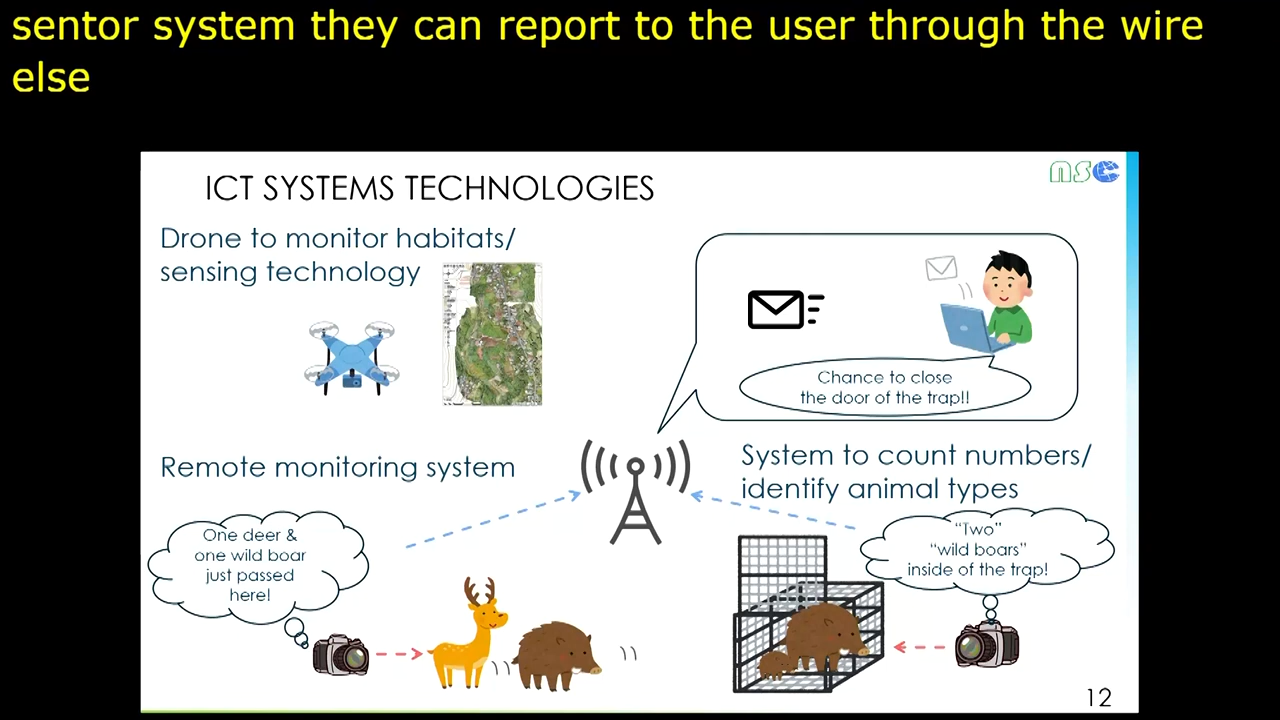 sentor system they can report to the user through the wire
else
ICT SYSTEMS TECHNOLOGIES
nsc
Drone to monitor habitats/
sensing technology
Chance to close
the door of the trap!!
Remote monitoring system
System to count numbers/
identify animal types
One deer &
one wild boar
just passed
here!
"Two"
"wild boars"
inside of the trap!
12